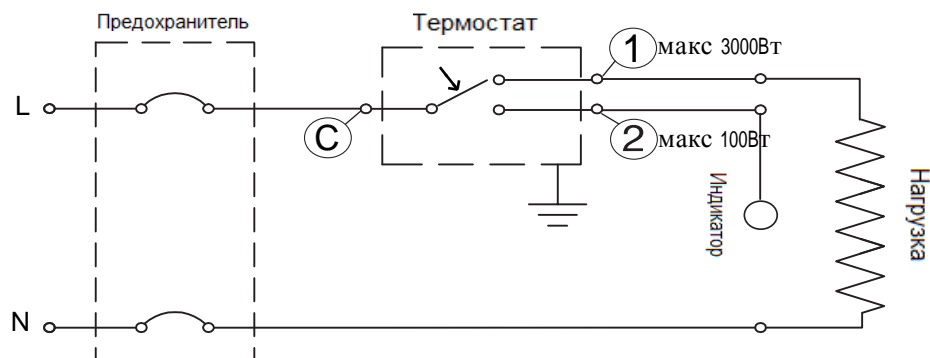 Предохранитель
Термостат
1 макс 3000Вт
L
C
2 макс 100Вт
Индикатор
Нагрузка
N